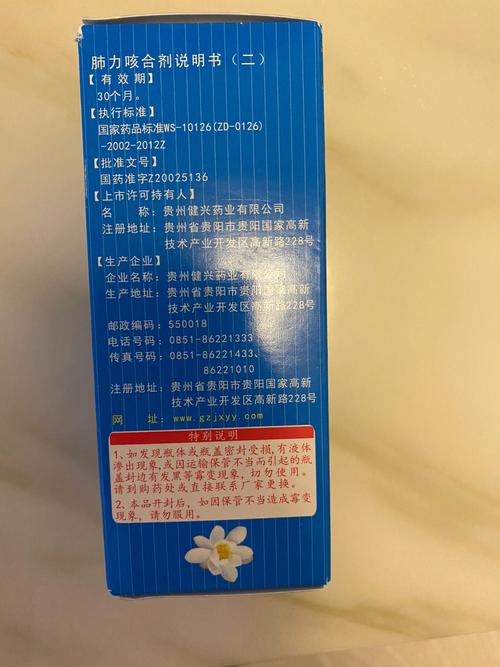 肺力咳合剂说明书（二）
【有效期】
30个月。
【执行标准】
国家药品标准WS-10126(ZD-0126)
-2002-2012Z
【批准文号】
国药准字Z20025136
【上市许可持有人】
名　　称：贵州健兴药业有限公司
注册地址：贵州省贵阳市贵阳国家高新
技术产业开发区高新路228号
【生产企业】
企业名称：贵州健兴药业有限公司
生产地址：贵州省贵阳市贵阳国家高新
技术产业开发区高新路228号
邮政编码：550018
电话号码：0851-86221333
传真号码：0851-86221433、
86221010
注册地址：贵州省贵阳市贵阳国家高新
技术产业开发区高新路228号
网　　址：www.gzjxyy.com
特别说明
1、如发现瓶体或瓶盖密封受损,有液体
渗出现象,或因运输保管不当而引起的瓶
盖封边有发黑等霉变现象，切勿使用。
请到购药处或直接联系厂家更换。
2、本品开封后，如因保管不当造成霉变
现象，请勿服用。